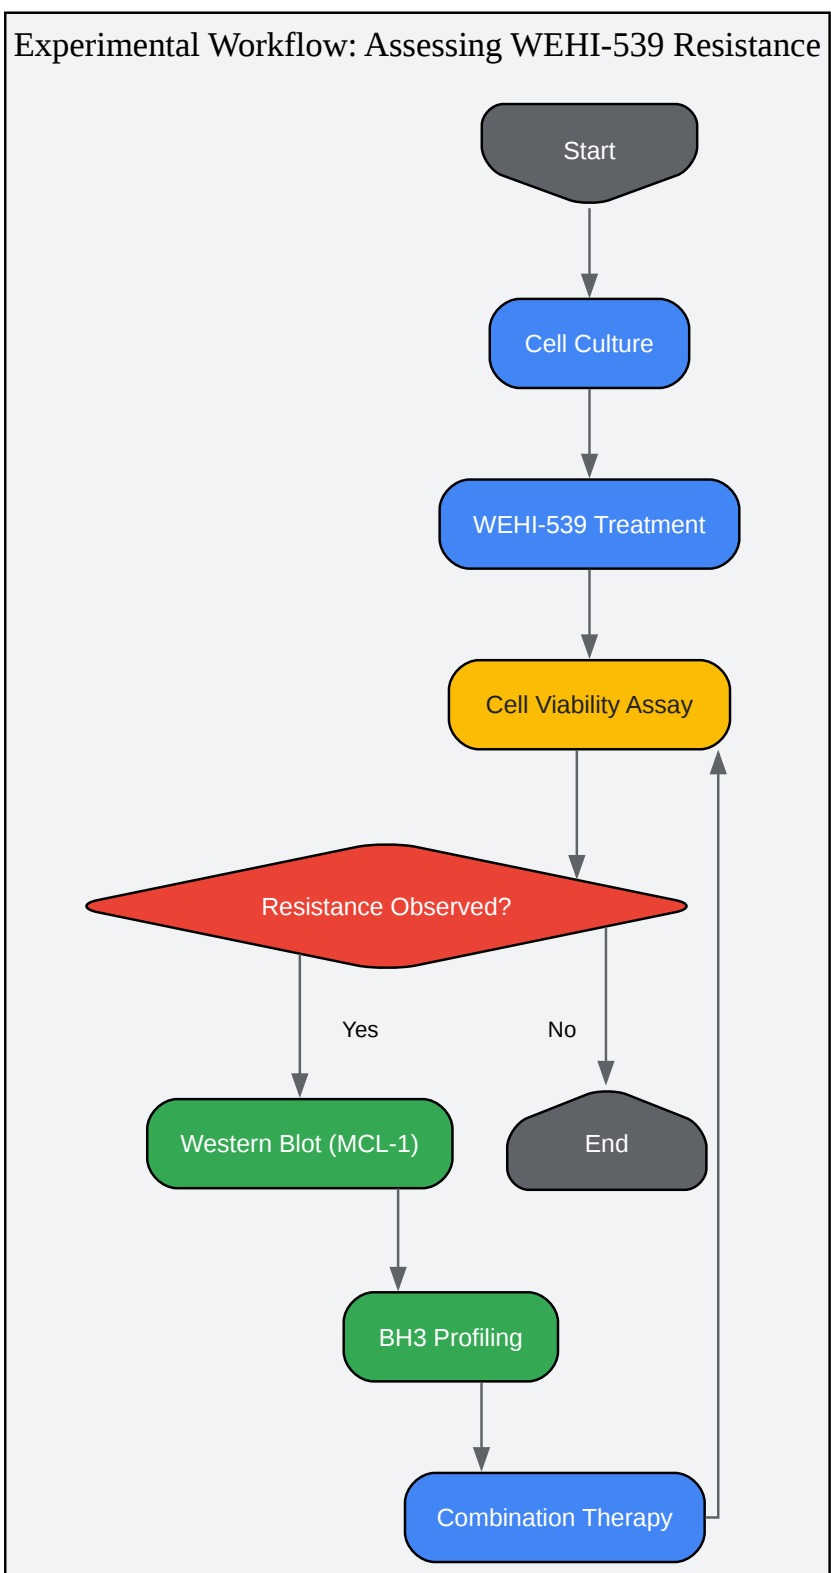 Experimental Workflow: Assessing WEHI-539 Resistance
Start
Cell Culture
WEHI-539 Treatment
Cell Viability Assay
Resistance Observed?
Yes
No
Western Blot (MCL-1)
End
BH3 Profiling
Combination Therapy